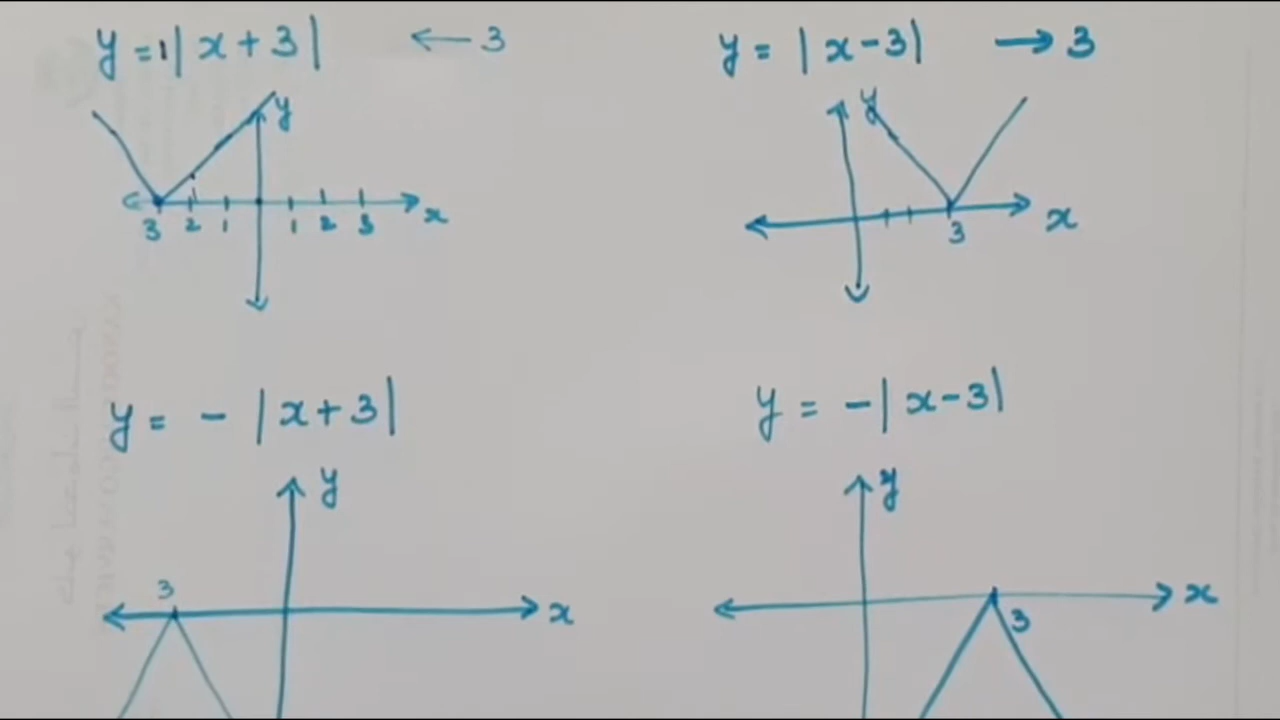 y = 1|x + 3| ← 3
y = |x - 3| → 3
y
3 2 1 1 2 3 x
y
3 x
y = - |x + 3|
y = - |x - 3|
y
3 x
y
x
3